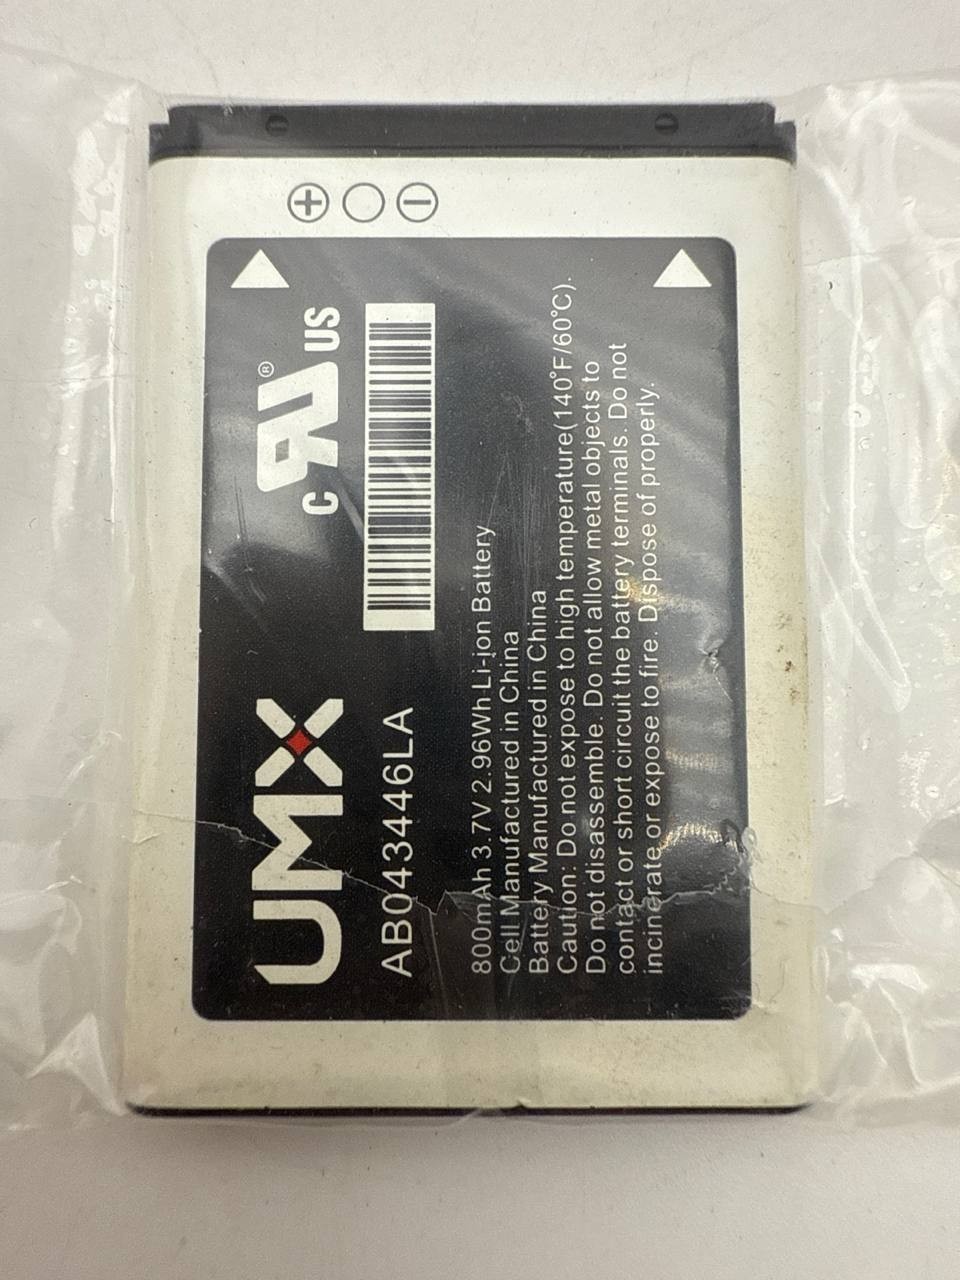 UMX
c RU® US
AB043446LA
800mAh 3.7V 2.96Wh Li-ion Battery
Cell Manufactured in China
Battery Manufactured in China
Caution: Do not expose to high temperature(140°F/60°C).
Do not disassemble. Do not allow metal objects to
contact or short circuit the battery terminals. Do not
incinerate or expose to fire. Dispose of properly.